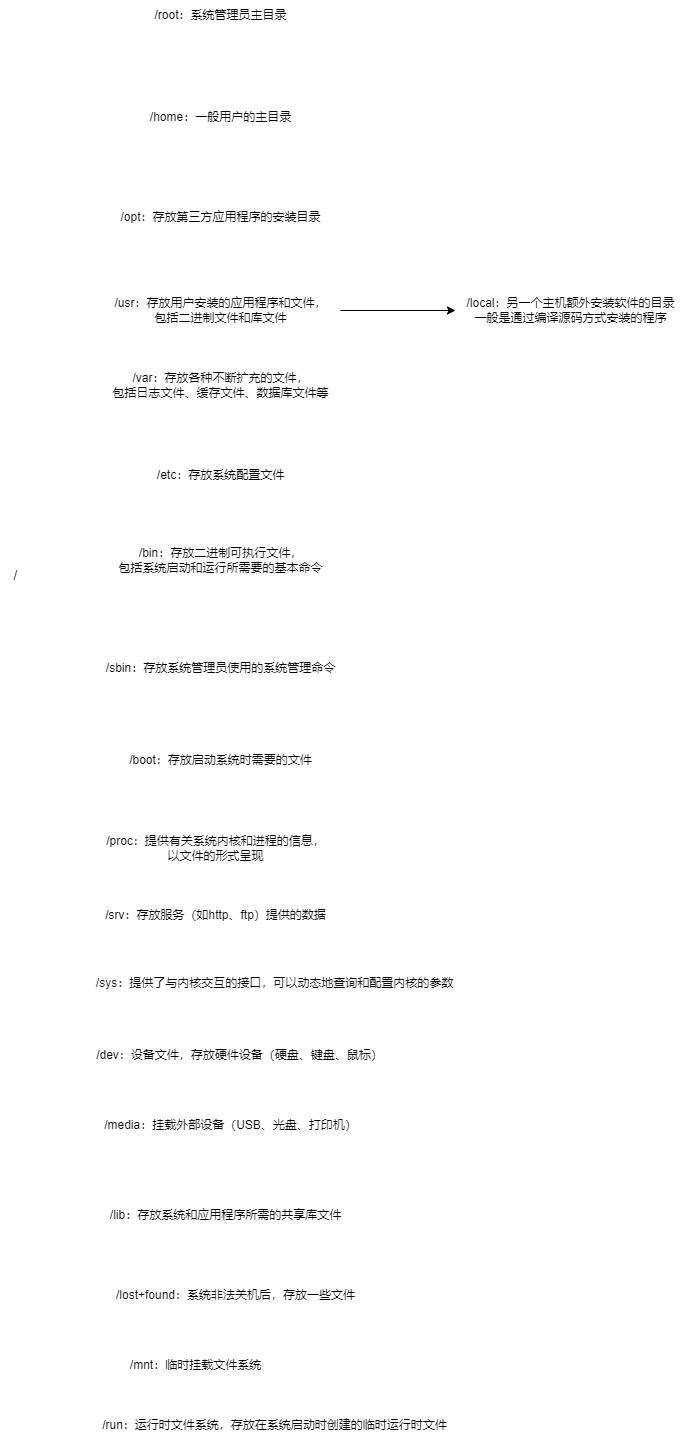 /root：系统管理员主目录
/home：一般用户的主目录
/opt：存放第三方应用程序的安装目录
/usr：存放用户安装的应用程序和文件，
包括二进制文件和库文件
/local：另一个主机额外安装软件的目录
一般是通过编译源码方式安装的程序
/var：存放各种不断扩充的文件，
包括日志文件、缓存文件、数据库文件等
/etc：存放系统配置文件
/bin：存放二进制可执行文件，
包括系统启动和运行所需要的基本命令
/
/sbin：存放系统管理员使用的系统管理命令
/boot：存放启动系统时需要的文件
/proc：提供有关系统内核和进程的信息，
以文件的形式呈现
/srv：存放服务（如http、ftp）提供的数据
/sys：提供了与内核交互的接口，可以动态地查询和配置内核的参数
/dev：设备文件，存放硬件设备（硬盘、键盘、鼠标）
/media：挂载外部设备（USB、光盘、打印机）
/lib：存放系统和应用程序所需的共享库文件
/lost+found：系统非法关机后，存放一些文件
/mnt：临时挂载文件系统
/run：运行时文件系统，存放在系统启动时创建的临时运行时文件